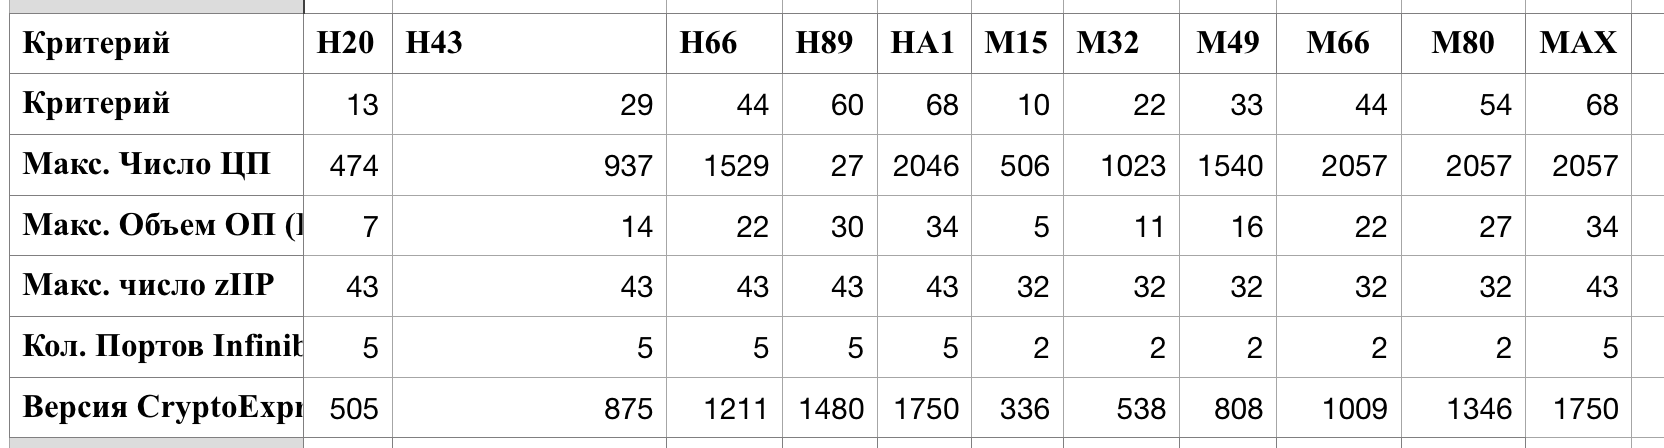 Критерий H20 H43 H66 H89 HA1 M15 M32 M49 M66 M80 MAX
Критерий 13 29 44 60 68 10 22 33 44 54 68
Макс. Число ЦП 474 937 1529 27 2046 506 1023 1540 2057 2057 2057
Макс. Объем ОП ( 7 14 22 30 34 5 11 16 22 27 34
Макс. число zIIP 43 43 43 43 43 32 32 32 32 32 43
Кол. Портов Infinib 5 5 5 5 5 2 2 2 2 2 5
Версия CryptoExpr 505 875 1211 1480 1750 336 538 808 1009 1346 1750